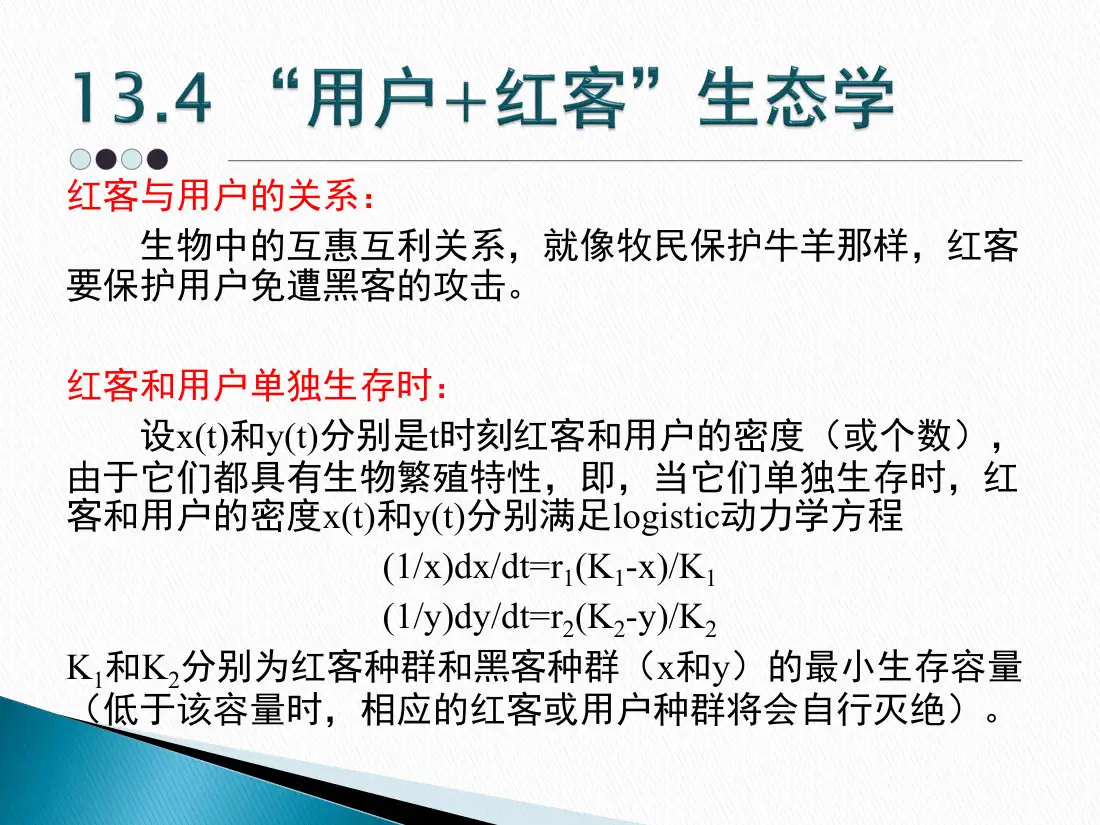 13.4 “用户+红客”生态学
红客与用户的关系：
生物中的互惠互利关系，就像牧民保护牛羊那样，红客
要保护用户免遭黑客的攻击。
红客和用户单独生存时：
设x(t)和y(t)分别是t时刻红客和用户的密度（或个数），
由于它们都具有生物繁殖特性，即，当它们单独生存时，红
客和用户的密度x(t)和y(t)分别满足logistic动力学方程
(1/x)dx/dt=r₁(K₁-x)/K₁
(1/y)dy/dt=r₂(K₂-y)/K₂
K₁和K₂分别为红客种群和黑客种群（x和y）的最小生存容量
（低于该容量时，相应的红客或用户种群将会自行灭绝）。